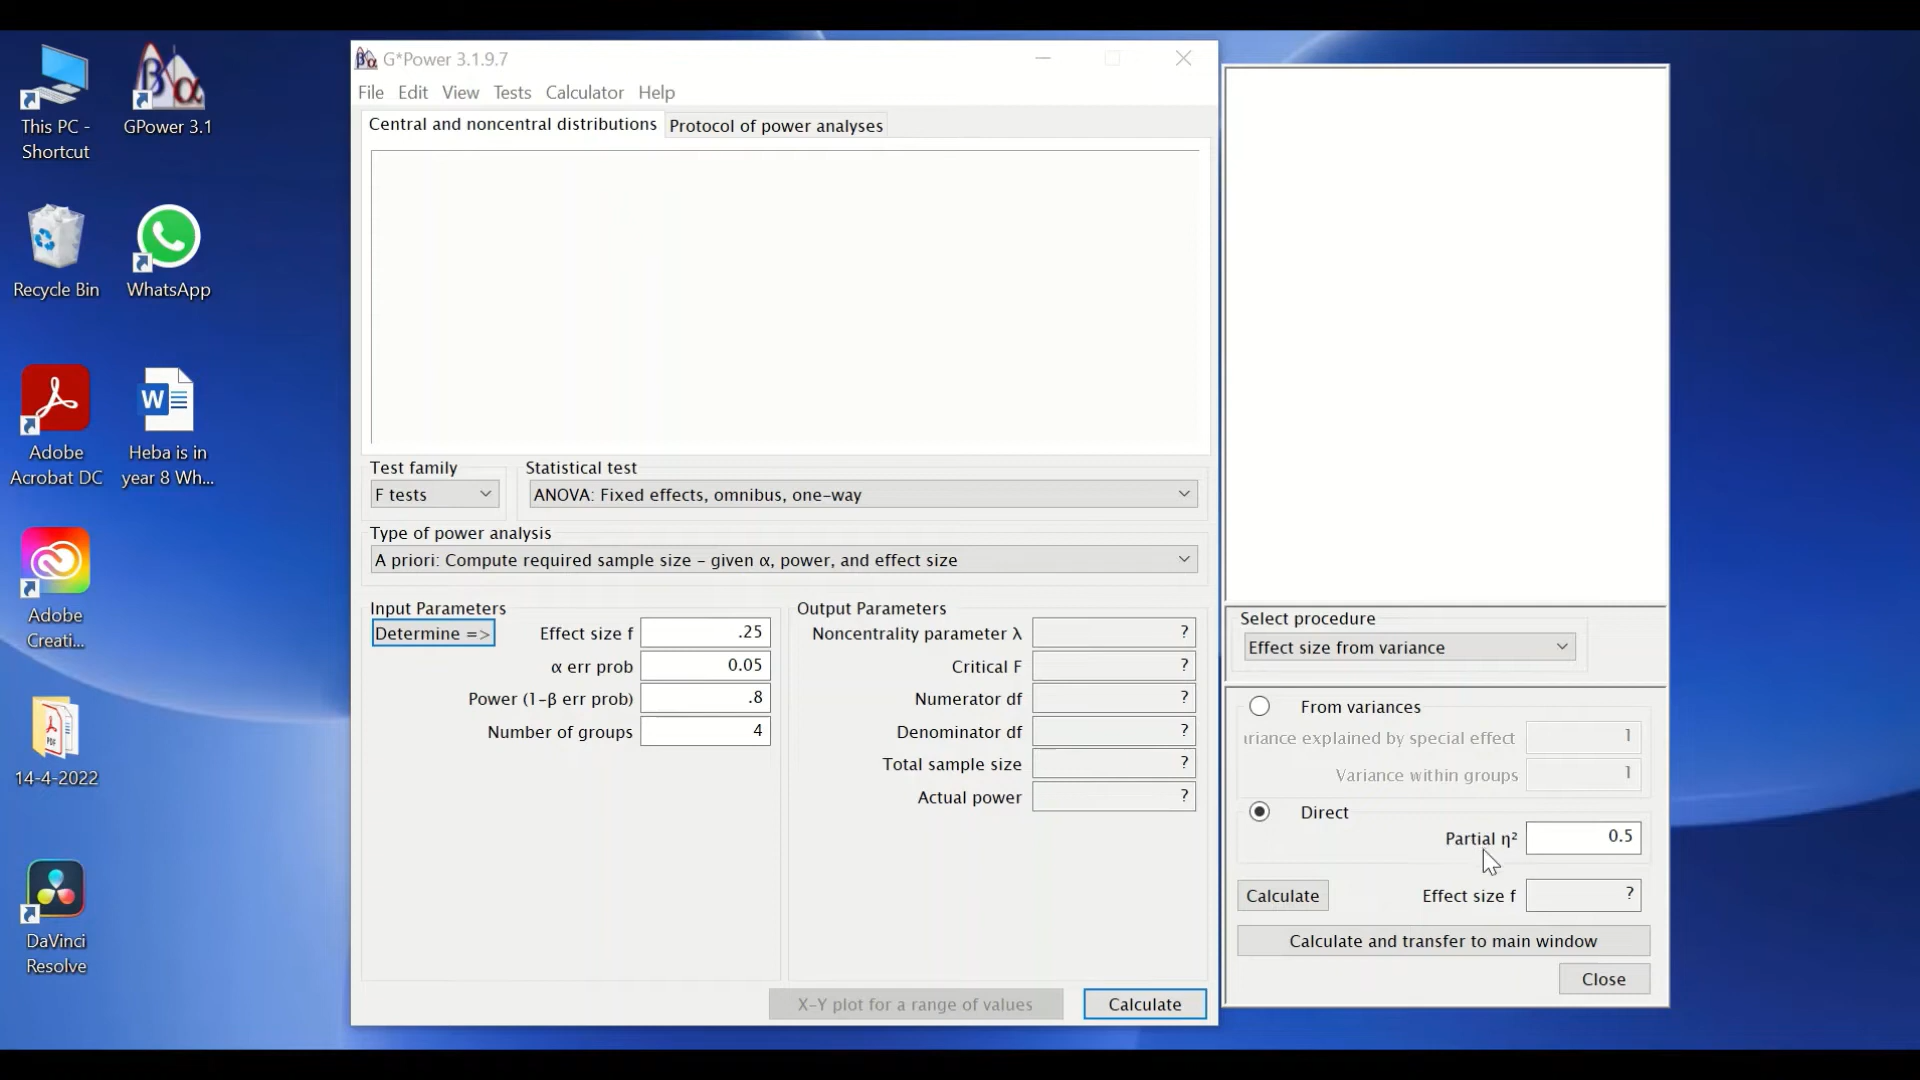 This PC -
Shortcut
GPower 3.1
Recycle Bin
WhatsApp
Adobe
Acrobat DC
Heba is in
year 8 Wh...
Adobe
Creati...
14-4-2022
DaVinci
Resolve
G*Power 3.1.9.7
File Edit View Tests Calculator Help
Central and noncentral distributions Protocol of power analyses
Test family
F tests
Statistical test
ANOVA: Fixed effects, omnibus, one-way
Type of power analysis
A priori: Compute required sample size - given α, power, and effect size
Input Parameters
Determine => Effect size f .25
α err prob 0.05
Power (1-β err prob) .8
Number of groups 4
Output Parameters
Noncentrality parameter λ ?
Critical F ?
Numerator df ?
Denominator df ?
Total sample size ?
Actual power ?
X-Y plot for a range of values Calculate
Select procedure
Effect size from variance
From variances
ariance explained by special effect 1
Variance within groups 1
Direct
Partial η² 0.5
Calculate Effect size f ?
Calculate and transfer to main window
Close